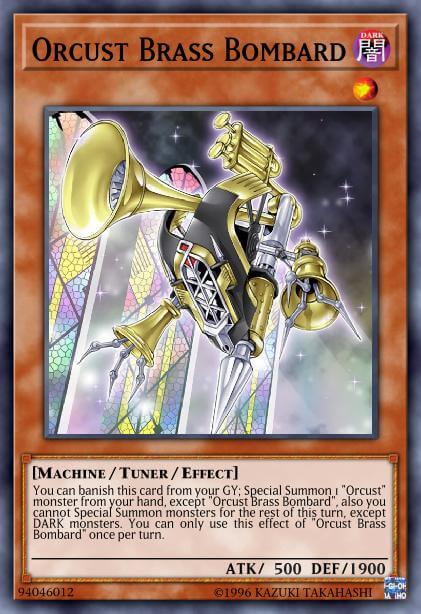 ORCUST BRASS BOMBARD
DARK
闇
[MACHINE / TUNER / EFFECT]
You can banish this card from your GY; Special Summon 1 "Orcust"
monster from your hand, except "Orcust Brass Bombard", also you
cannot Special Summon monsters for the rest of this turn, except
DARK monsters. You can only use this effect of "Orcust Brass
Bombard" once per turn.
ATK/ 500 DEF/1900
94046012
©1996 KAZUKI TAKAHASHI